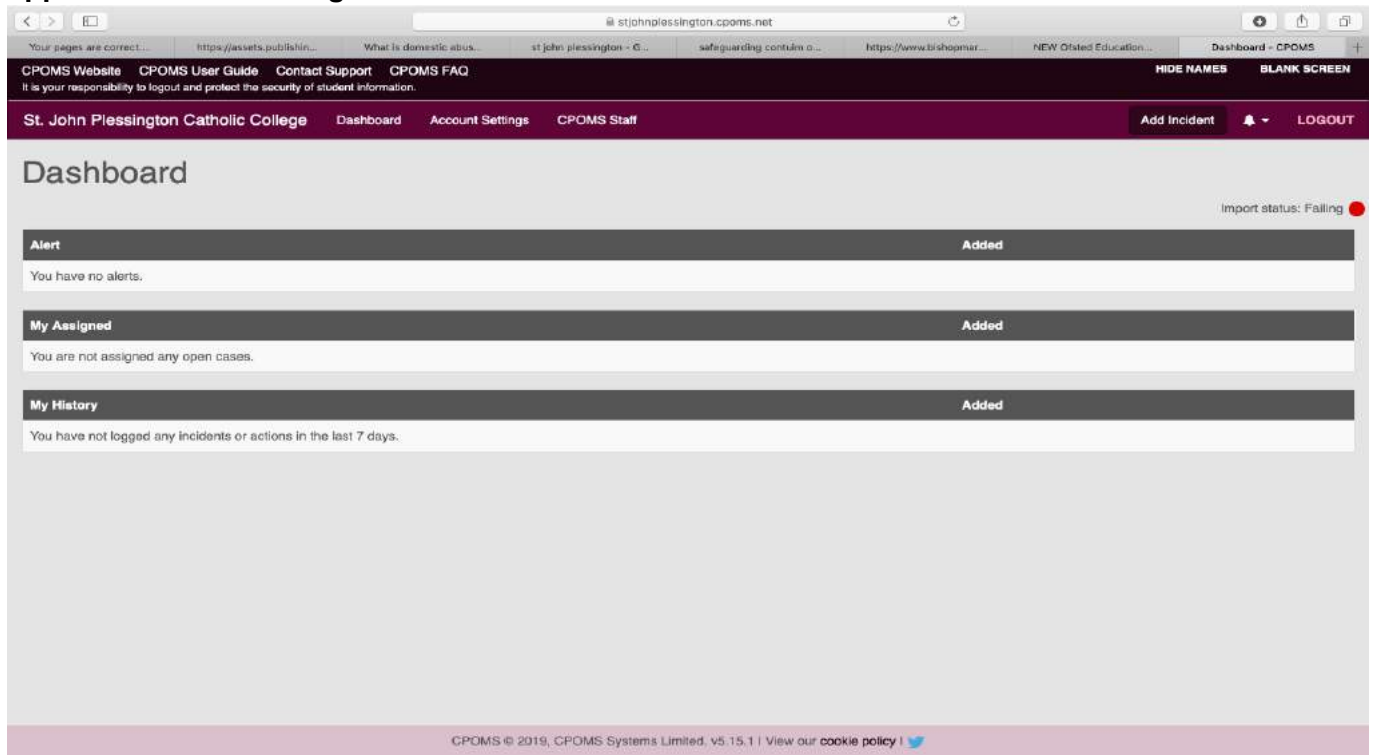 stjohnplessington.cpoms.net
Your pages are correct.... https://assets.publishin... What is domestic abus... st john plessington - G... safeguarding contuim o... https://www.bishopmar... NEW Ofsted Education... Dashboard – CPOMS
CPOMS Website CPOMS User Guide Contact Support CPOMS FAQ HIDE NAMES BLANK SCREEN
It is your responsibility to logout and protect the security of student information.
St. John Plessington Catholic College Dashboard Account Settings CPOMS Staff Add Incident LOGOUT
Dashboard
Import status: Failing
Alert Added
You have no alerts.
My Assigned Added
You are not assigned any open cases.
My History Added
You have not logged any incidents or actions in the last 7 days.
CPOMS © 2019, CPOMS Systems Limited. v5.15.1 | View our cookie policy |